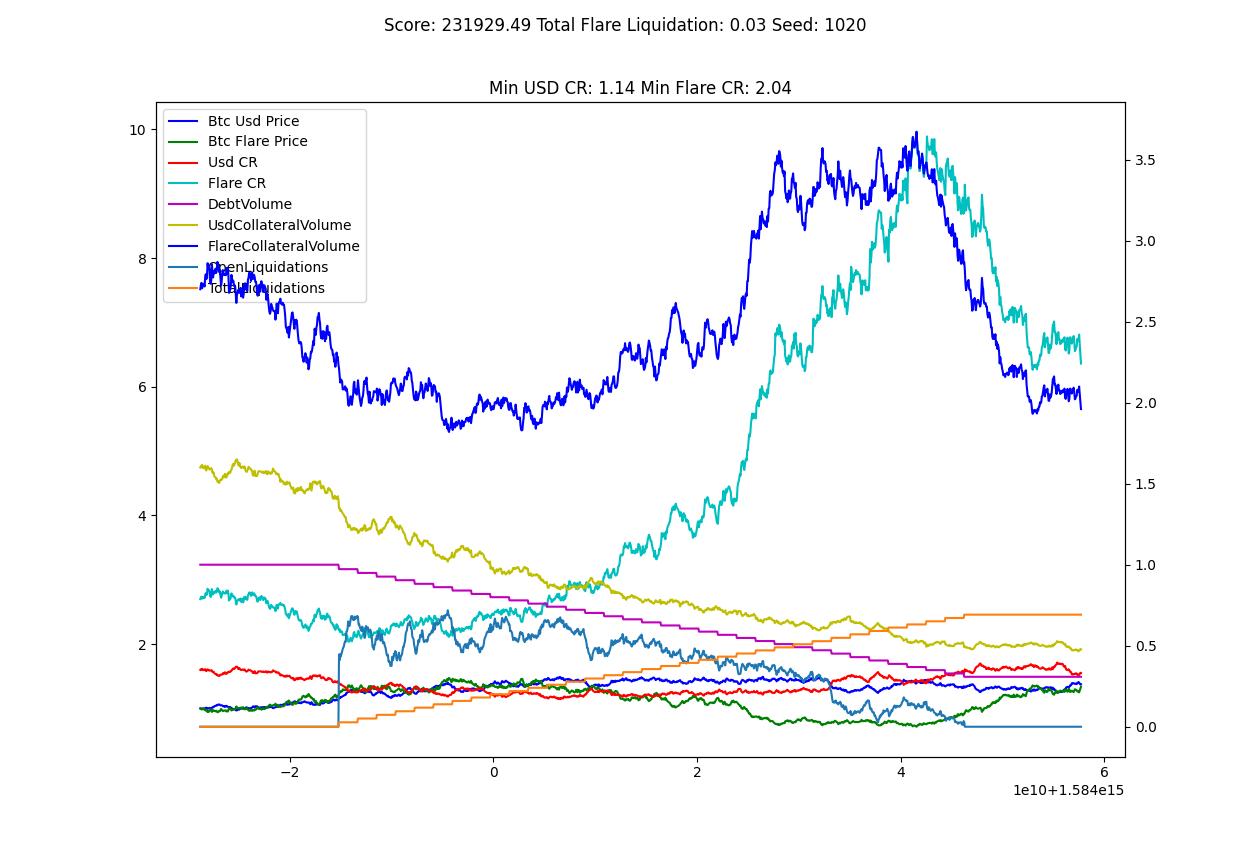 Score: 231929.49 Total Flare Liquidation: 0.03 Seed: 1020
Min USD CR: 1.14 Min Flare CR: 2.04
Btc Usd Price
Btc Flare Price
Usd CR
Flare CR
DebtVolume
UsdCollateralVolume
FlareCollateralVolume
OpenLiquidations
TotalLiquidations
10
8
6
4
2
3.5
3.0
2.5
2.0
1.5
1.0
0.5
0.0
−2
0
2
4
6
1e10+1.584e15